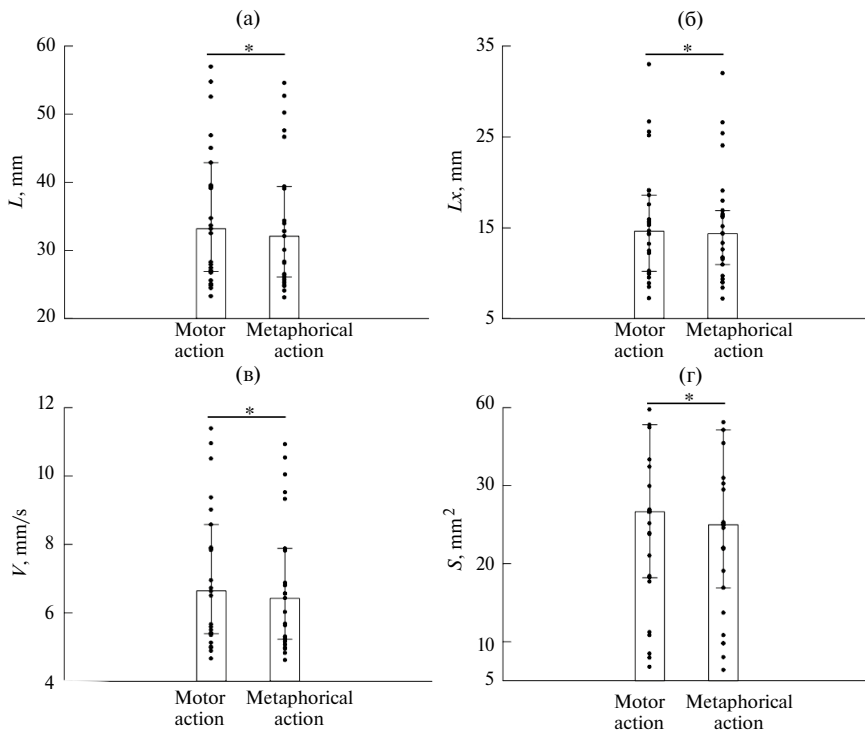 (а)
60
50
40
30
20
L, mm
*
Motor
action
Metaphorical
action
(б)
35
25
15
5
Lx, mm
*
Motor
action
Metaphorical
action
(в)
12
10
8
6
4
V, mm/s
*
Motor
action
Metaphorical
action
(г)
60
30
20
10
5
S, mm²
*
Motor
action
Metaphorical
action